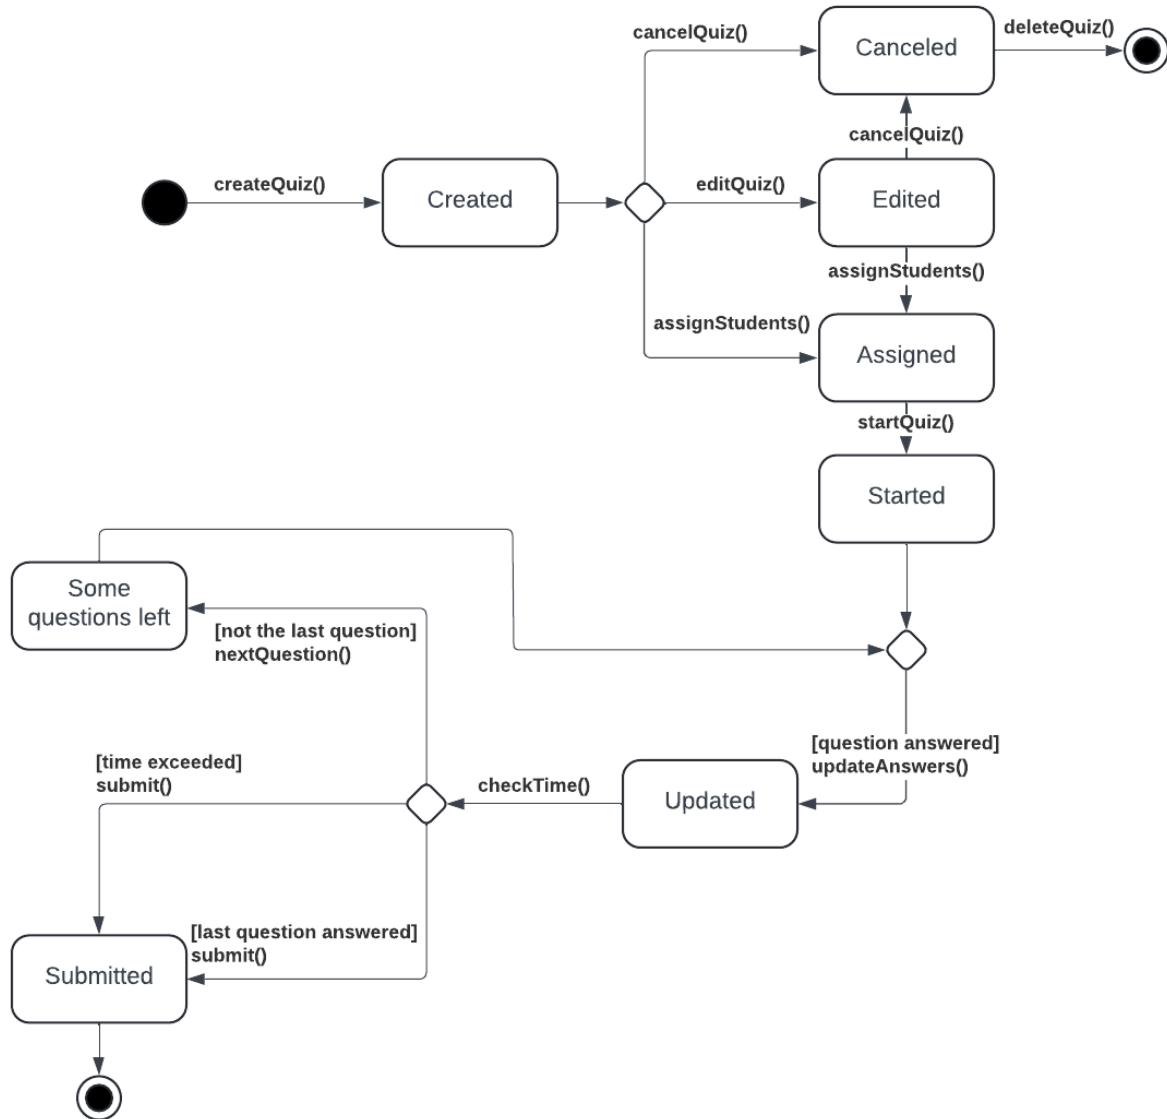 cancelQuiz()
Canceled
deleteQuiz()
cancelQuiz()
createQuiz()
Created
editQuiz()
Edited
assignStudents()
assignStudents()
Assigned
startQuiz()
Started
Some
questions left
[not the last question]
nextQuestion()
[question answered]
updateAnswers()
[time exceeded]
submit()
checkTime()
Updated
[last question answered]
submit()
Submitted